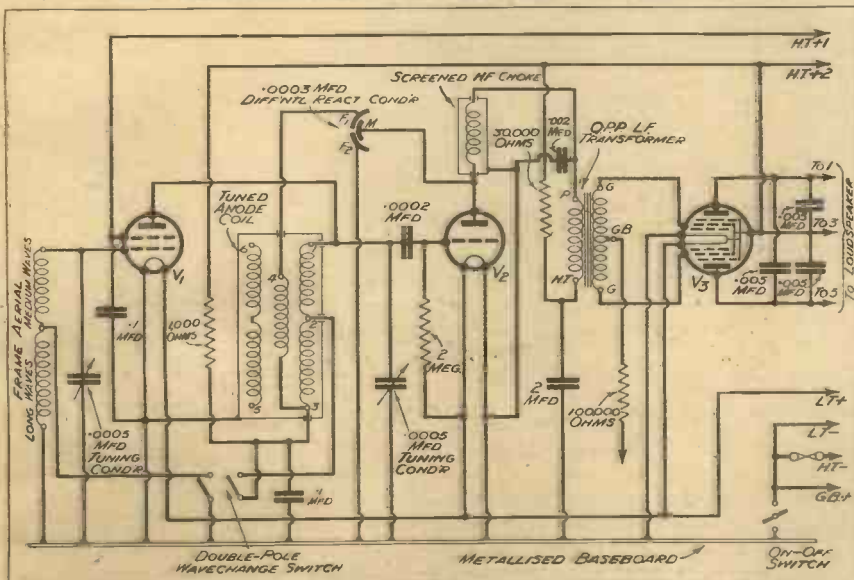 HT+1
HT+2
SCREENED HF CHOKE
.0003 MFD
DIFF'NTL REACT COND'R
F1
M
F2
30,000
OHMS
.002
MFD
Q.P.P LF
TRANSFORMER
TUNED
ANODE
COIL
.0002
MFD
P
G
GB
HT
G
V1
V2
V3
To 1
.005
MFD
To 3
.005
MFD
.005
MFD
To 5
TO LOUDSPEAKER
FRAME AERIAL
LONG WAVES
MEDIUM WAVES
.1
MFD
1,000
OHMS
6
4
1
2
5
3
2
MEG.
2
MFD
100,000
OHMS
.0005
MFD
TUNING
COND'R
.1
MFD
.0005
MFD
TUNING
COND'R
LT+
LT-
HT-
GB+
DOUBLE-POLE
WAVECHANGE SWITCH
METALLISED BASEBOARD
ON-OFF
SWITCH